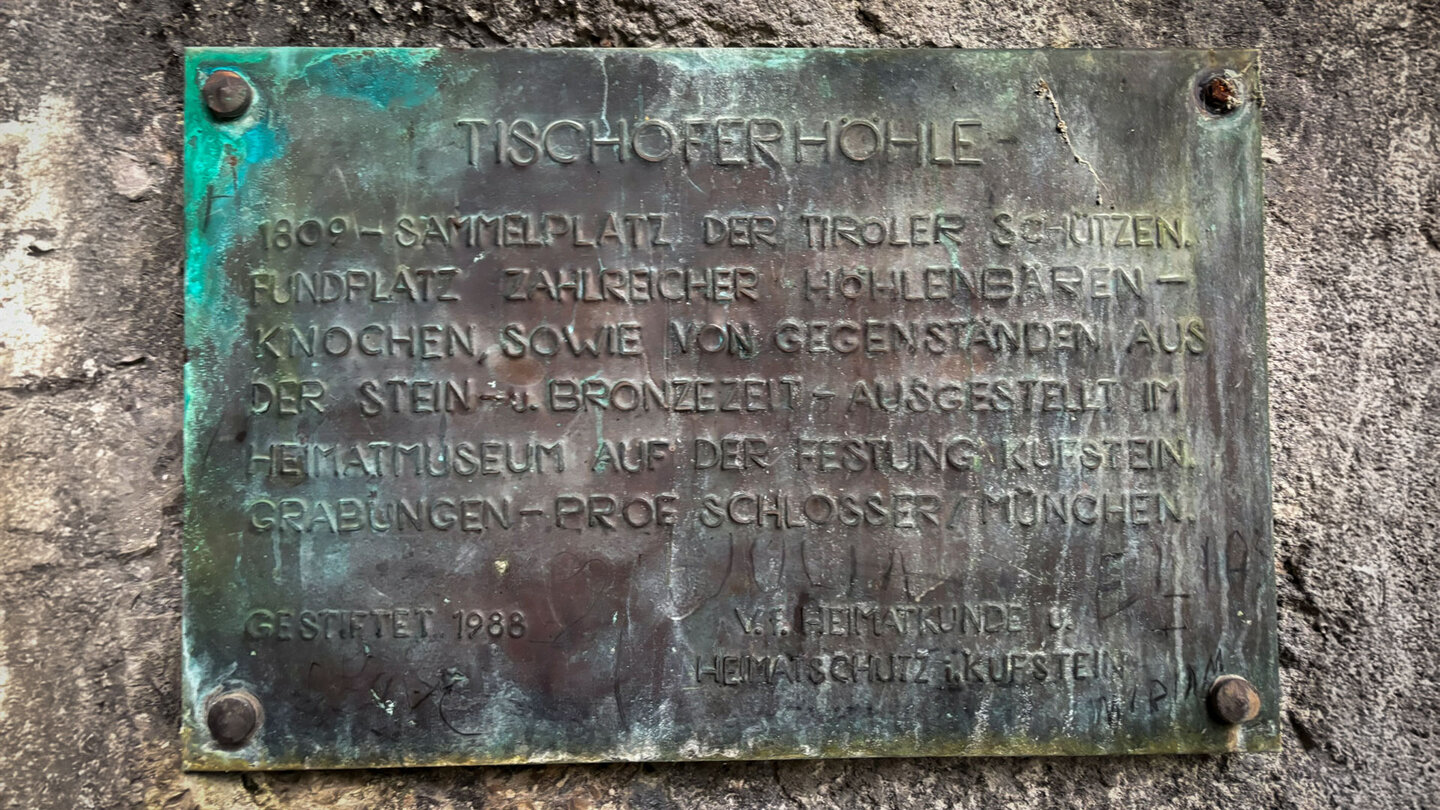 TISCHOFERHÖHLE-
1809-SAMMELPLATZ DER TIROLER SCHÜTZEN.
FUNDPLATZ ZAHLREICHER HÖHLENBÄREN-
KNOCHEN, SOWIE VON GEGENSTÄNDEN AUS
DER STEIN-u. BRONZEZEIT-AUSGESTELLT IM
HEIMATMUSEUM AUF DER FESTUNG KUFSTEIN.
GRABUNGEN-PROF. SCHLOSSER/MÜNCHEN.
JULIA
GESTIFTET 1988
V. F. HEIMATKUNDE u.
HEIMATSCHUTZ i.KUFSTEIN